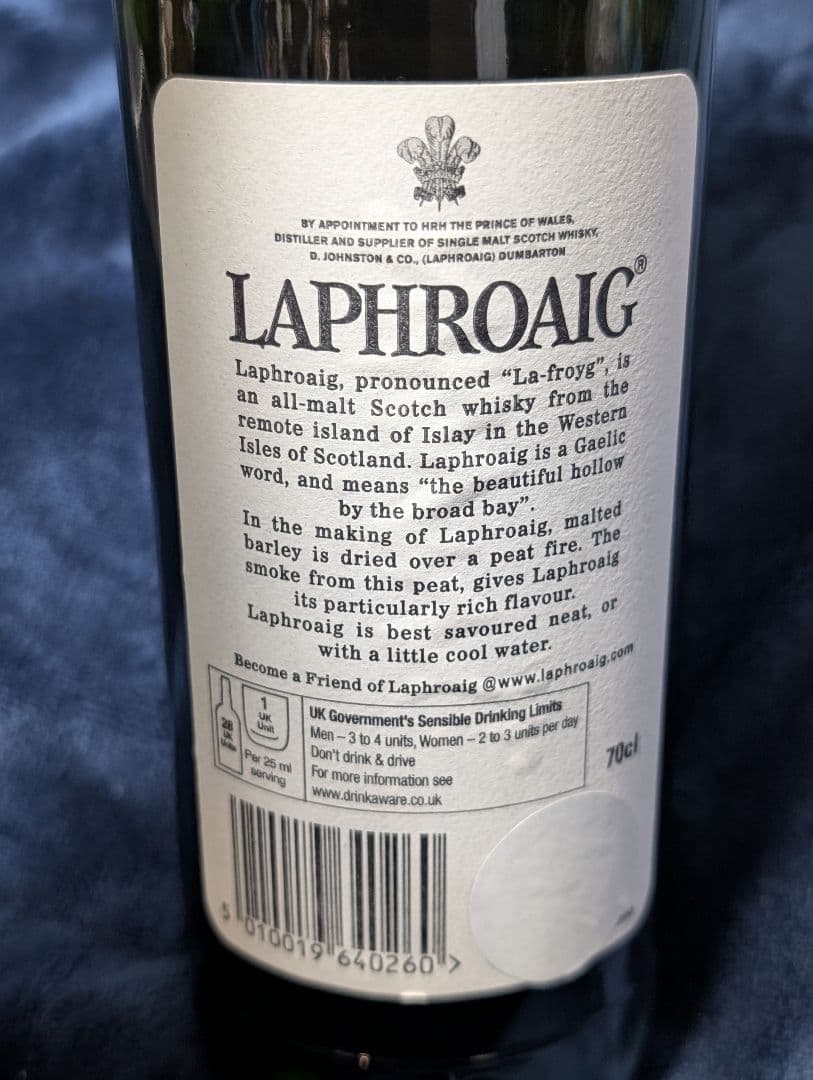 BY APPOINTMENT TO HRH THE PRINCE OF WALES,
DISTILLER AND SUPPLIER OF SINGLE MALT SCOTCH WHISKY,
D. JOHNSTON & CO., (LAPHROAIG) DUMBARTON
LAPHROAIG®
Laphroaig, pronounced “La-froyg”, is
an all-malt Scotch whisky from the
remote island of Islay in the Western
Isles of Scotland. Laphroaig is a Gaelic
word, and means “the beautiful hollow
by the broad bay”.
In the making of Laphroaig, malted
barley is dried over a peat fire. The
smoke from this peat, gives Laphroaig
its particularly rich flavour.
Laphroaig is best savoured neat, or
with a little cool water.
Become a Friend of Laphroaig @www.laphroaig.com
28
UK
Units
1
UK
Unit
Per 25 ml
serving
UK Government's Sensible Drinking Limits
Men – 3 to 4 units, Women – 2 to 3 units per day
Don't drink & drive
For more information see
www.drinkaware.co.uk
70cl
5 010019 640260 >